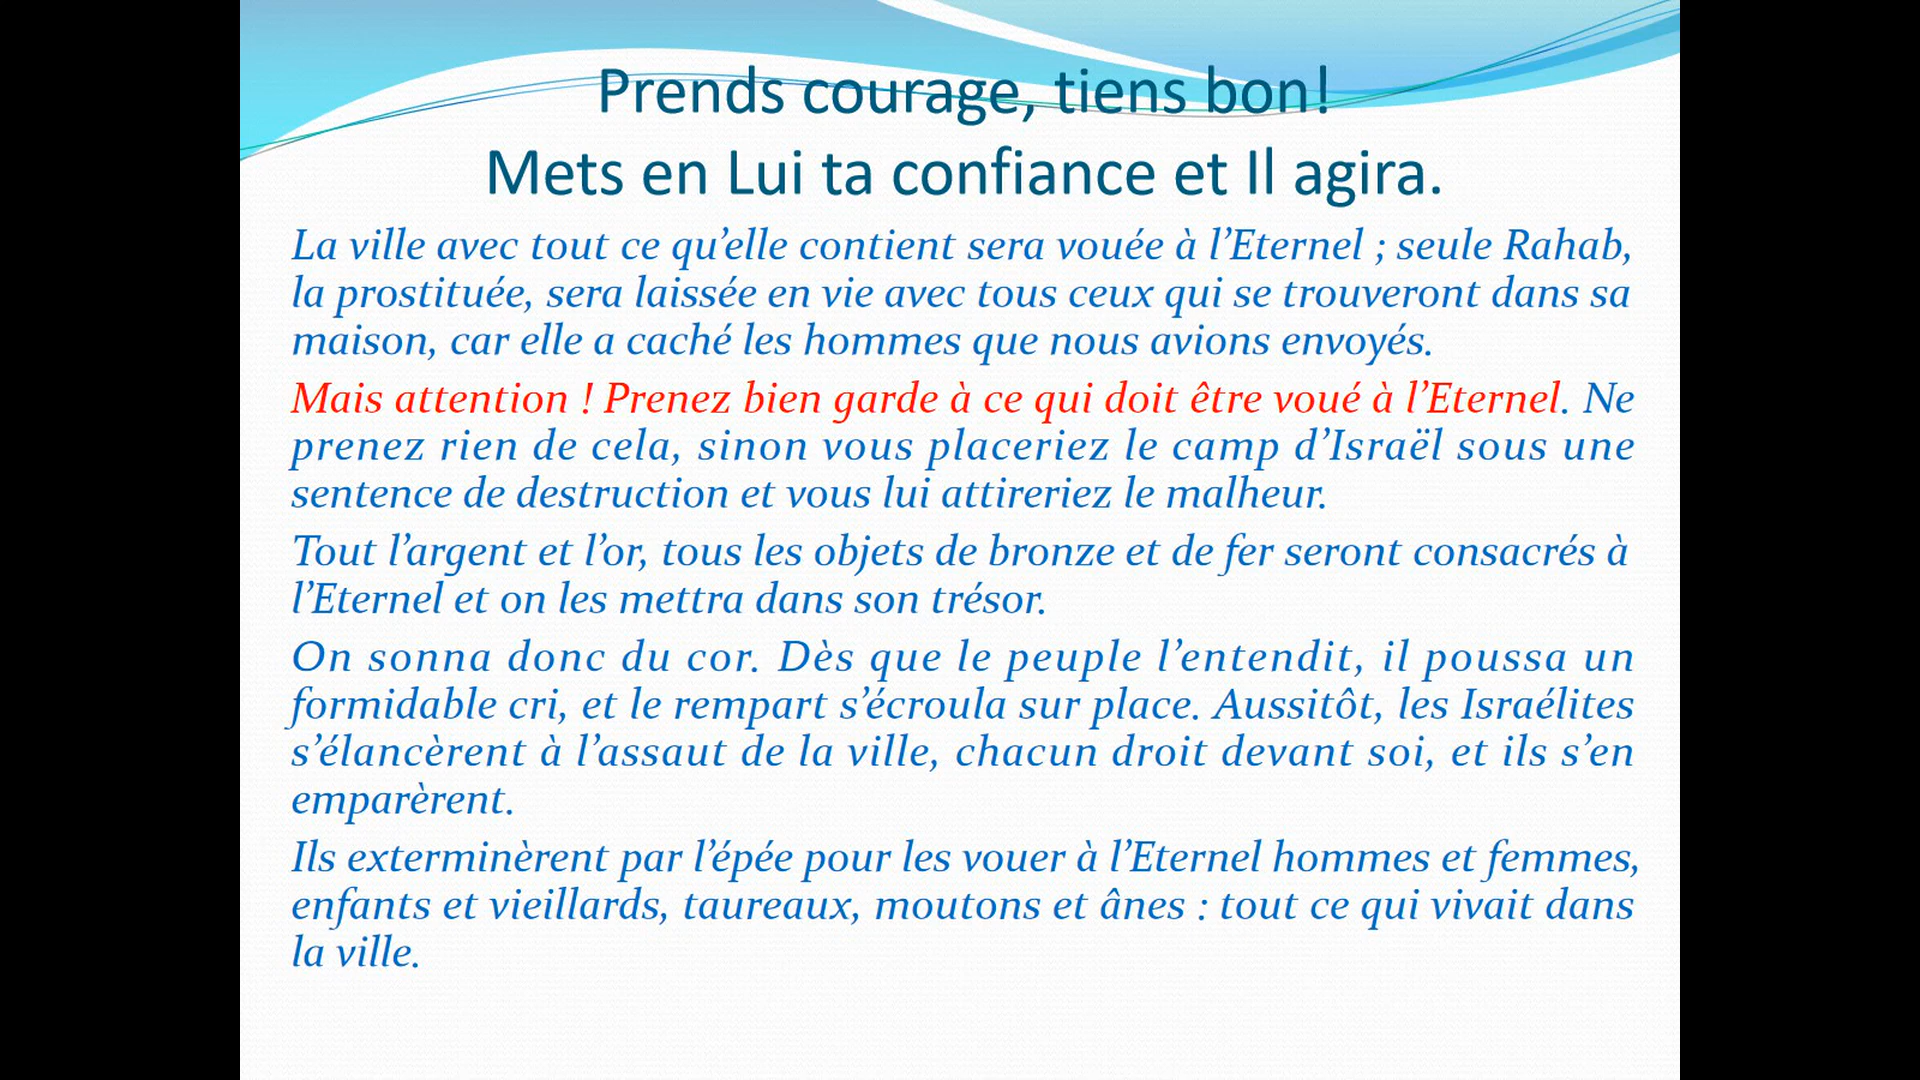 Prends courage, tiens bon!
Mets en Lui ta confiance et Il agira.
La ville avec tout ce qu’elle contient sera vouée à l’Eternel ; seule Rahab,
la prostituée, sera laissée en vie avec tous ceux qui se trouveront dans sa
maison, car elle a caché les hommes que nous avions envoyés.
Mais attention ! Prenez bien garde à ce qui doit être voué à l’Eternel. Ne
prenez rien de cela, sinon vous placeriez le camp d’Israël sous une
sentence de destruction et vous lui attireriez le malheur.
Tout l’argent et l’or, tous les objets de bronze et de fer seront consacrés à
l’Eternel et on les mettra dans son trésor.
On sonna donc du cor. Dès que le peuple l’entendit, il poussa un
formidable cri, et le rempart s’écroula sur place. Aussitôt, les Israélites
s’élancèrent à l’assaut de la ville, chacun droit devant soi, et ils s’en
emparèrent.
Ils exterminèrent par l’épée pour les vouer à l’Eternel hommes et femmes,
enfants et vieillards, taureaux, moutons et ânes : tout ce qui vivait dans
la ville.